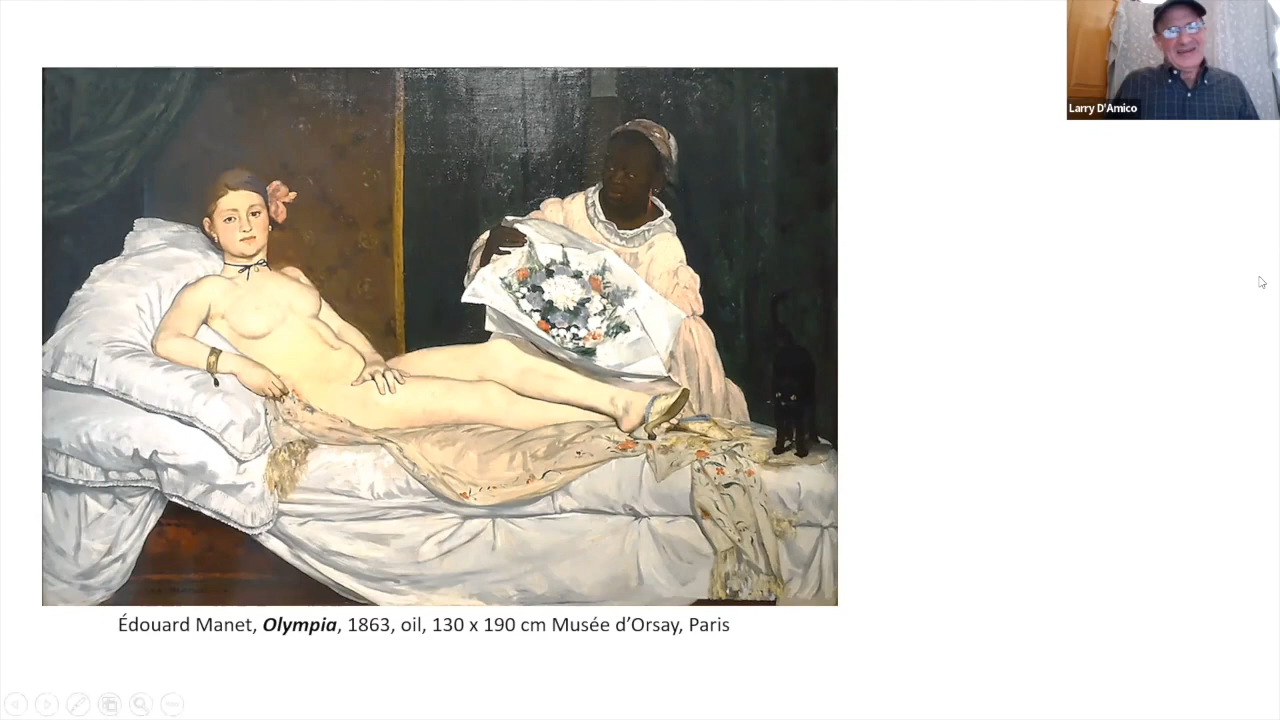 Larry D'Amico
Édouard Manet, Olympia, 1863, oil, 130 x 190 cm Musée d’Orsay, Paris